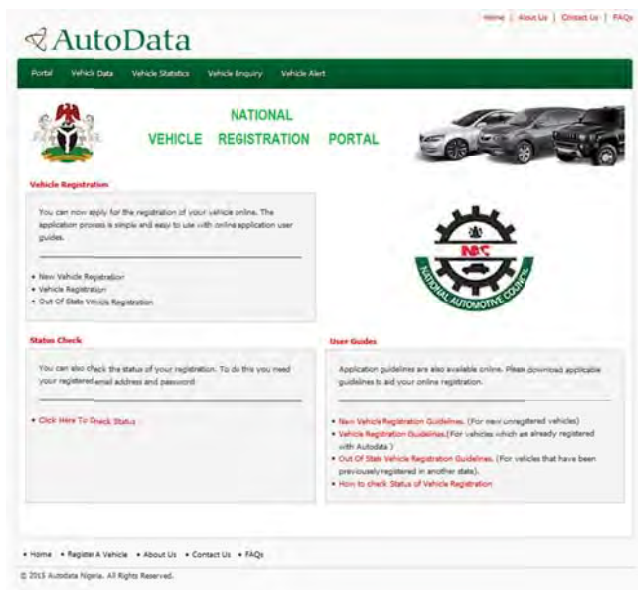 Home | About Us | Contact Us | FAQs
AutoData
Portal Vehicle Data Vehicle Statistics Vehicle Inquiry Vehicle Alert
NATIONAL
VEHICLE REGISTRATION PORTAL
Vehicle Registration
You can now apply for the registration of your vehicle online. The
application process is simple and easy to use with online application user
guides.
• New Vehicle Registration
• Vehicle Registration
• Out Of State Vehicle Registration
NAC
NATIONAL AUTOMOTIVE COUNCIL
Status Check
You can also check the status of your registration. To do this you need
your registered email address and password
• Click Here To Check Status
User Guides
Application guidelines are also available online. Please download applicable
guidelines to aid your online registration.
• New Vehicle Registration Guidelines. (For new unregitered vehicles)
• Vehicle Registration Guidelines.(For vehicles which are already registered
with Autodata )
• Out Of State Vehicle Registration Guidelines. (For vehicles that have been
previousely registered in another state).
• How to check Status of Vehicle Registration
• Home • Register A Vehicle • About Us • Contact Us • FAQs
© 2015 Autodata Nigeria. All Rights Reserved.